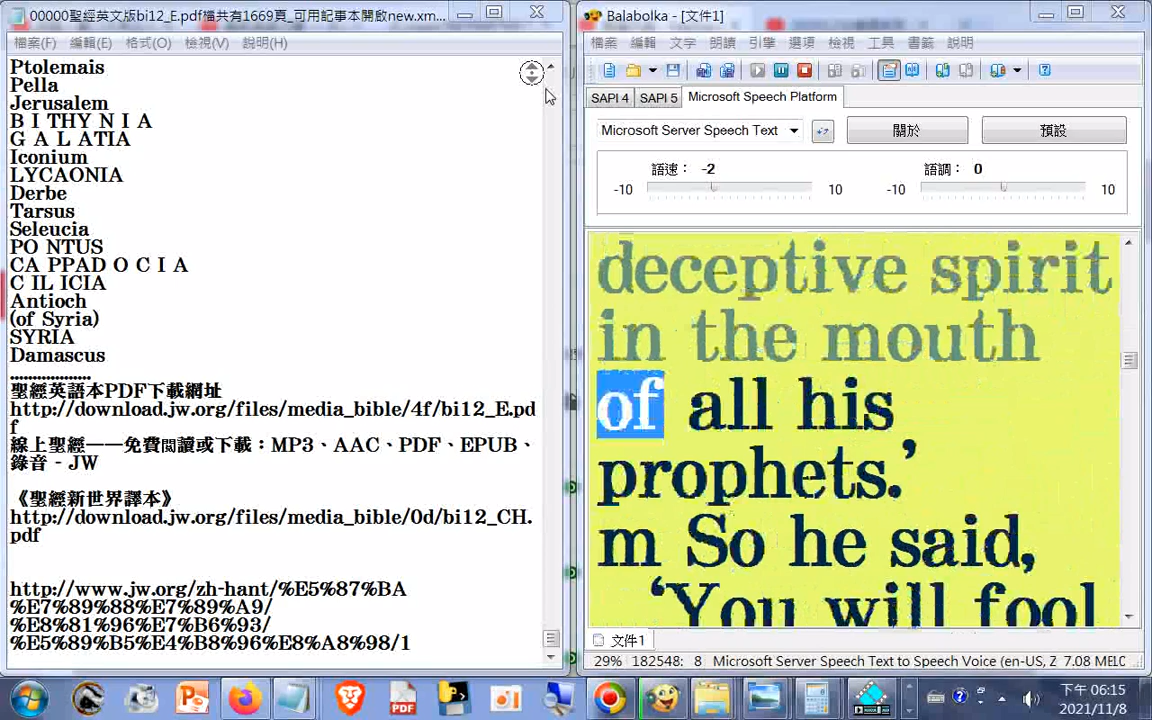 00000聖經英文版bi12_E.pdf檔共有1669頁_可用記事本開啟new.xm...
檔案(F) 編輯(E) 格式(O) 檢視(V) 說明(H)
Ptolemais
Pella
Jerusalem
B I THY N I A
G A L ATIA
Iconium
LYCAONIA
Derbe
Tarsus
Seleucia
PO NTUS
CA PPAD O C I A
C IL ICIA
Antioch
(of Syria)
SYRIA
Damascus
..................
聖經英語本PDF下載網址
http://download.jw.org/files/media_bible/4f/bi12_E.pd
f
線上聖經——免費閱讀或下載：MP3、AAC、PDF、EPUB、
錄音 - JW
《聖經新世界譯本》
http://download.jw.org/files/media_bible/0d/bi12_CH.
pdf
http://www.jw.org/zh-hant/%E5%87%BA
%E7%89%88%E7%89%A9/
%E8%81%96%E7%B6%93/
%E5%89%B5%E4%B8%96%E8%A8%98/1
Balabolka - [文件1]
檔案 編輯 文字 朗讀 引擎 選項 檢視 工具 書籤 說明
SAPI 4 SAPI 5 Microsoft Speech Platform
Microsoft Server Speech Text 關於 預設
語速： -2 語調： 0
-10 10 -10 10
deceptive spirit
in the mouth
of all his
prophets.’
m So he said,
‘You will fool
文件1
29% 182548: 8 Microsoft Server Speech Text to Speech Voice (en-US, Z 7.08 MELC
PDF
下午 06:15
2021/11/8